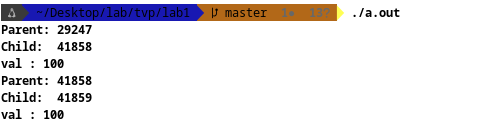 ~/Desktop/lab/tvp/lab1 master 1• 13? ./a.out
Parent: 29247
Child:  41858
val : 100
Parent: 41858
Child:  41859
val : 100